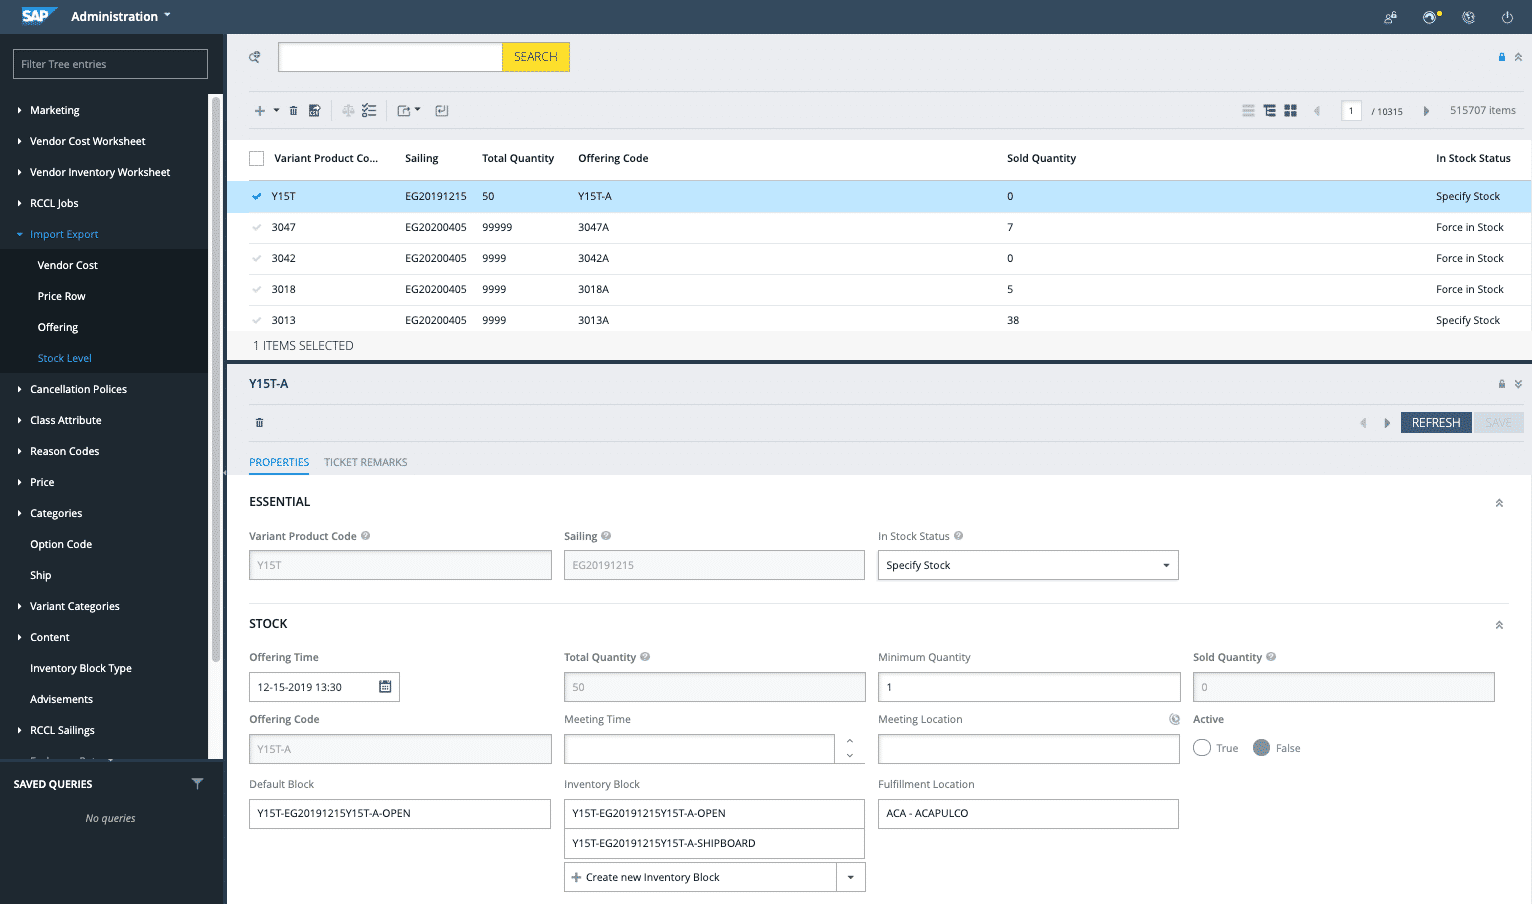 SAP Administration
Filter Tree entries
Marketing
Vendor Cost Worksheet
Vendor Inventory Worksheet
RCCL Jobs
Import Export
Vendor Cost
Price Row
Offering
Stock Level
Cancellation Polices
Class Attribute
Reason Codes
Price
Categories
Option Code
Ship
Variant Categories
Content
Inventory Block Type
Advisements
RCCL Sailings
SAVED QUERIES
No queries
SEARCH
1 / 10315 515707 items
Variant Product Co... Sailing Total Quantity Offering Code Sold Quantity In Stock Status
Y15T EG20191215 50 Y15T-A 0 Specify Stock
3047 EG20200405 99999 3047A 7 Force in Stock
3042 EG20200405 9999 3042A 0 Force in Stock
3018 EG20200405 9999 3018A 5 Force in Stock
3013 EG20200405 9999 3013A 38 Specify Stock
1 ITEMS SELECTED
Y15T-A
REFRESH SAVE
PROPERTIES TICKET REMARKS
ESSENTIAL
Variant Product Code Sailing In Stock Status
Y15T EG20191215 Specify Stock
STOCK
Offering Time Total Quantity Minimum Quantity Sold Quantity
12-15-2019 13:30 50 1 0
Offering Code Meeting Time Meeting Location Active
Y15T-A True False
Default Block Inventory Block Fulfillment Location
Y15T-EG20191215Y15T-A-OPEN Y15T-EG20191215Y15T-A-OPEN ACA - ACAPULCO
Y15T-EG20191215Y15T-A-SHIPBOARD
Create new Inventory Block